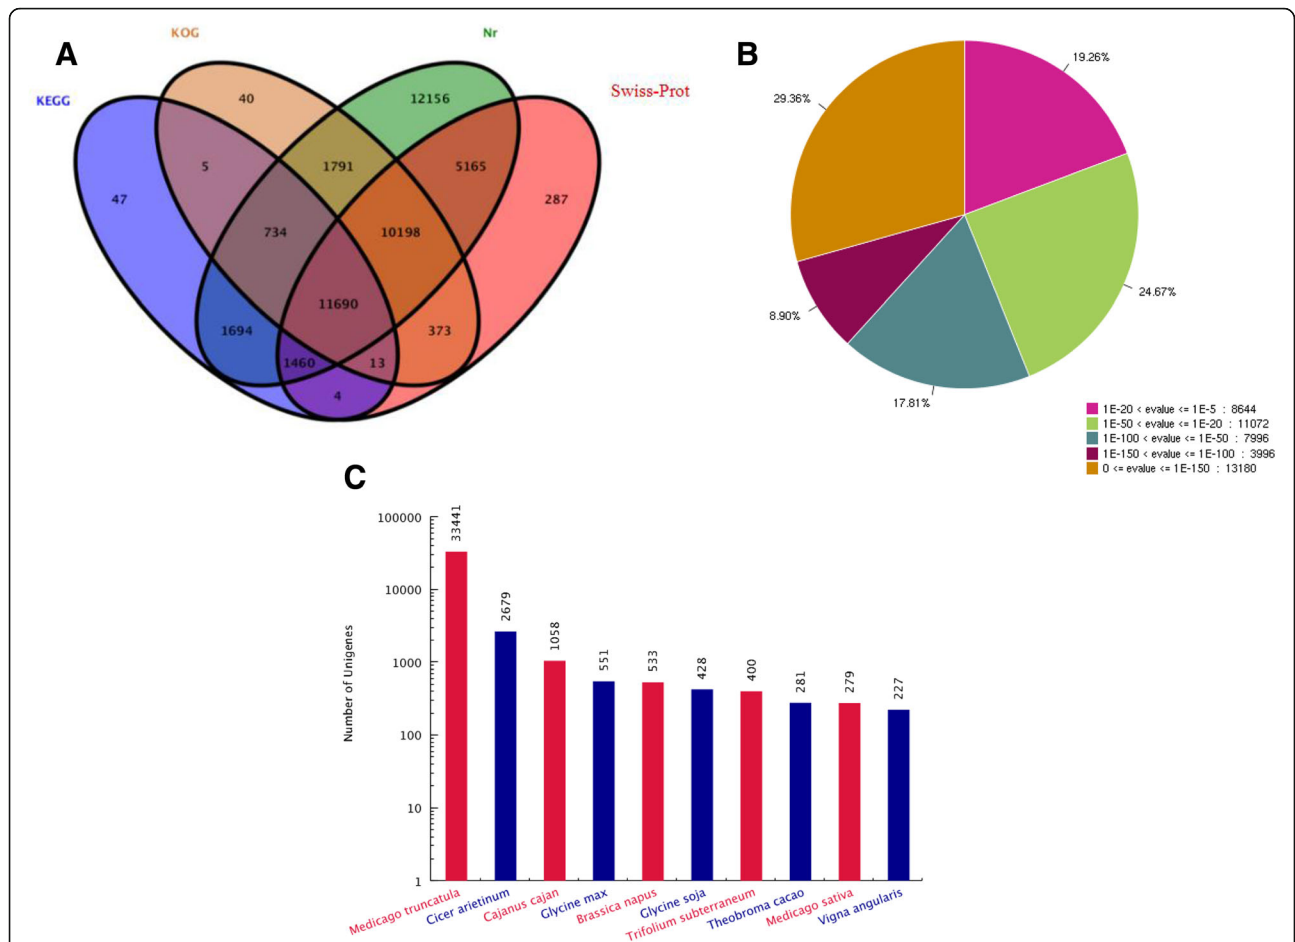 A
KOG
Nr
KEGG
Swiss-Prot
40
12156
5
1791
5165
47
287
734
10198
11690
1694
373
1460
13
4
B
19.26%
29.36%
24.67%
8.90%
17.81%
1E-20 < evalue <= 1E-5 : 8644
1E-50 < evalue <= 1E-20 : 11072
1E-100 < evalue <= 1E-50 : 7996
1E-150 < evalue <= 1E-100 : 3996
0 <= evalue <= 1E-150 : 13180
C
Number of Unigenes
100000
10000
1000
100
10
1
33441
2679
1058
551
533
428
400
281
279
227
Medicago truncatula
Cicer arietinum
Cajanus cajan
Glycine max
Brassica napus
Glycine soja
Trifolium subterraneum
Theobroma cacao
Medicago sativa
Vigna angularis